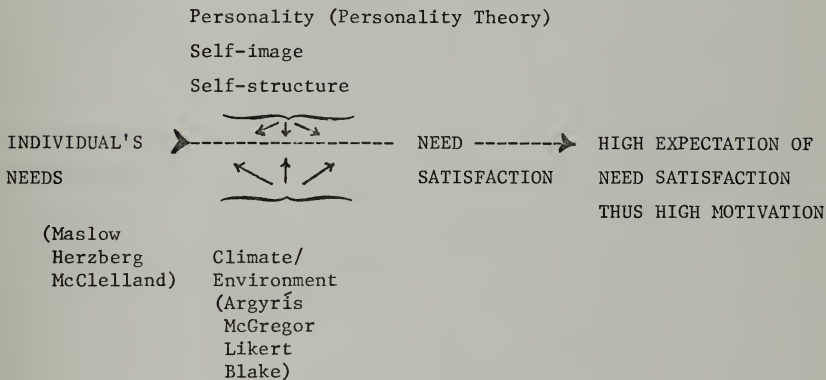 Personality (Personality Theory)
Self-image
Self-structure
INDIVIDUAL'S
NEEDS
NEED
SATISFACTION
HIGH EXPECTATION OF
NEED SATISFACTION
THUS HIGH MOTIVATION
(Maslow
Herzberg
McClelland)
Climate/
Environment
(Argyrís
McGregor
Likert
Blake)